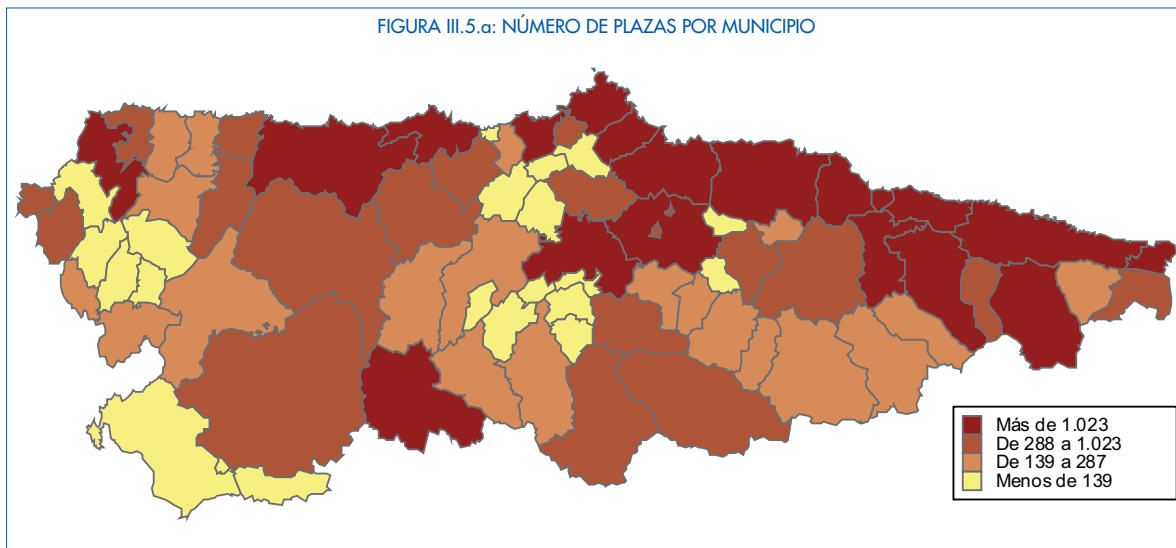 FIGURA III.5.a: NÚMERO DE PLAZAS POR MUNICIPIO
Más de 1.023
De 288 a 1.023
De 139 a 287
Menos de 139